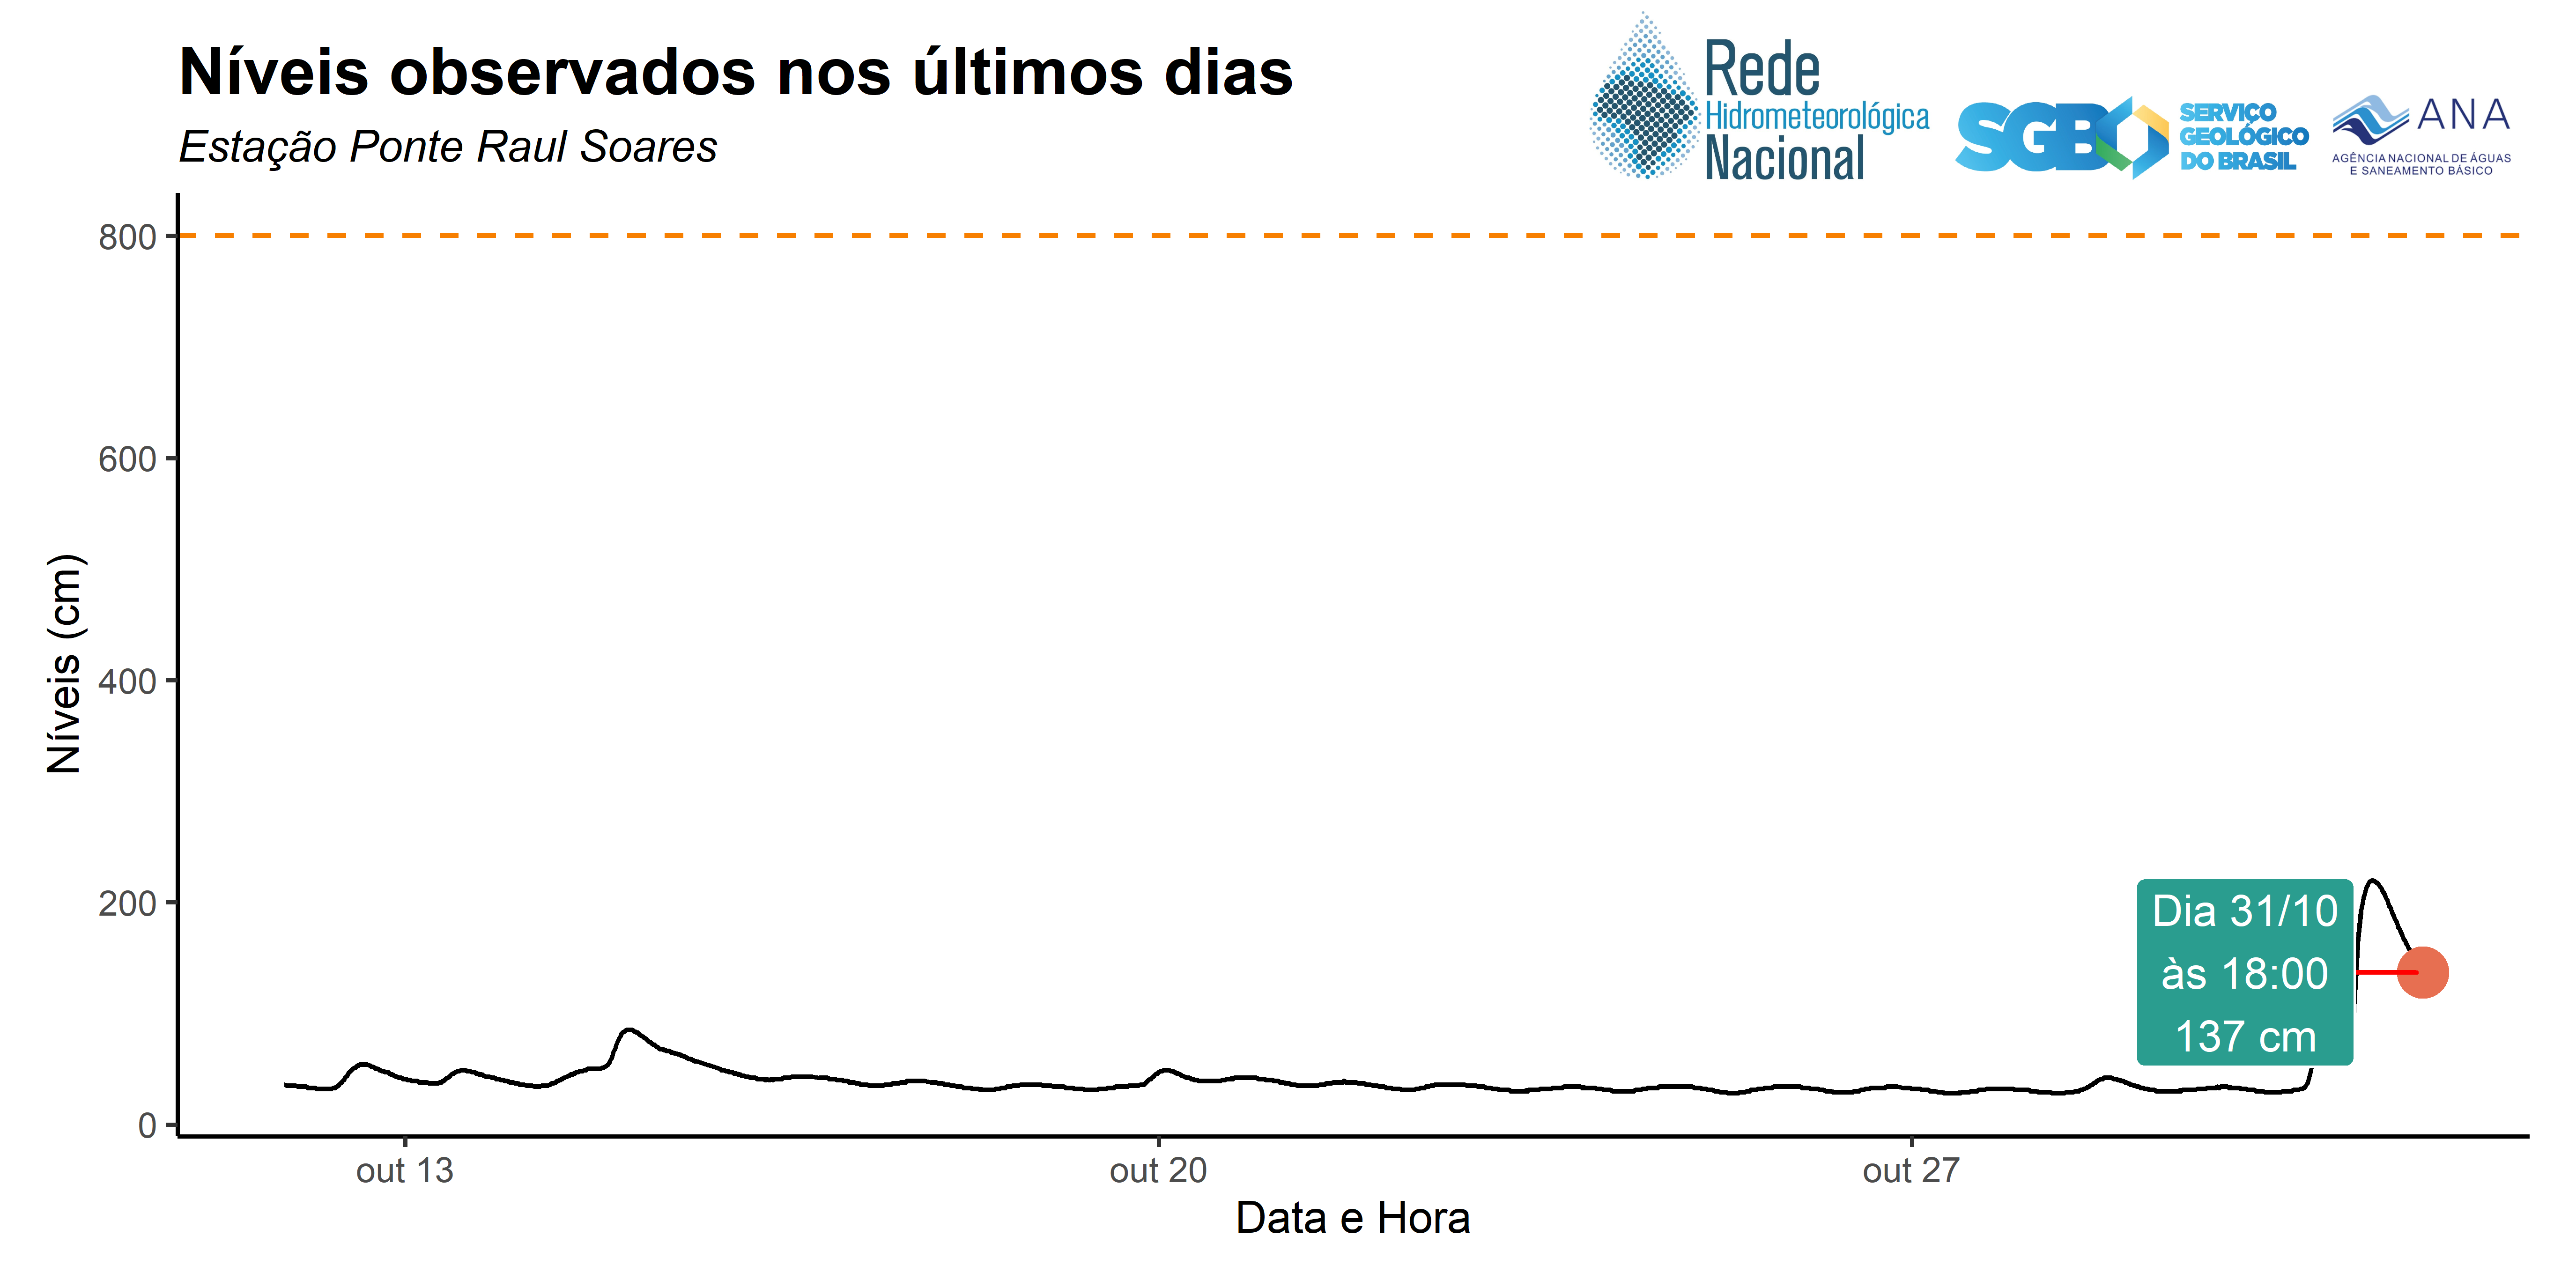 Níveis observados nos últimos dias
Estação Ponte Raul Soares
Rede
Hidrometeorológica
Nacional
SGB
SERVIÇO
GEOLÓGICO
DO BRASIL
ANA
AGÊNCIA NACIONAL DE ÁGUAS
E SANEAMENTO BÁSICO
Níveis (cm)
800
600
400
200
0
Dia 31/10
às 18:00
137 cm
out 13
out 20
out 27
Data e Hora